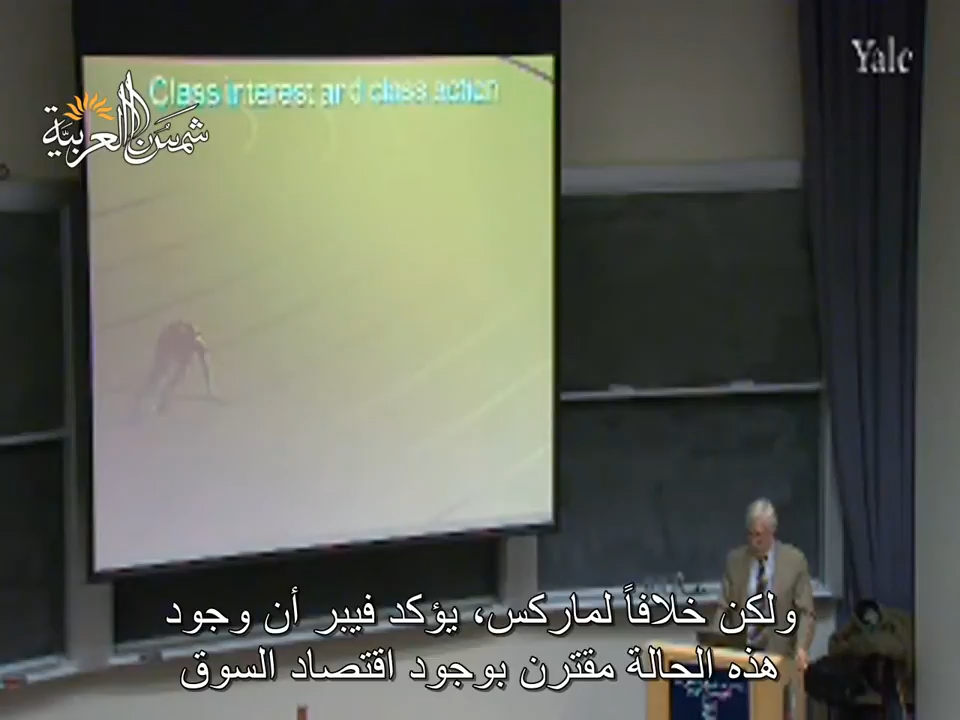 Yale
Class interest and class action
شمس العربية
ولكن خلافاً لماركس، يؤكد فيبر أن وجود
هذه الحالة مقترن بوجود اقتصاد السوق